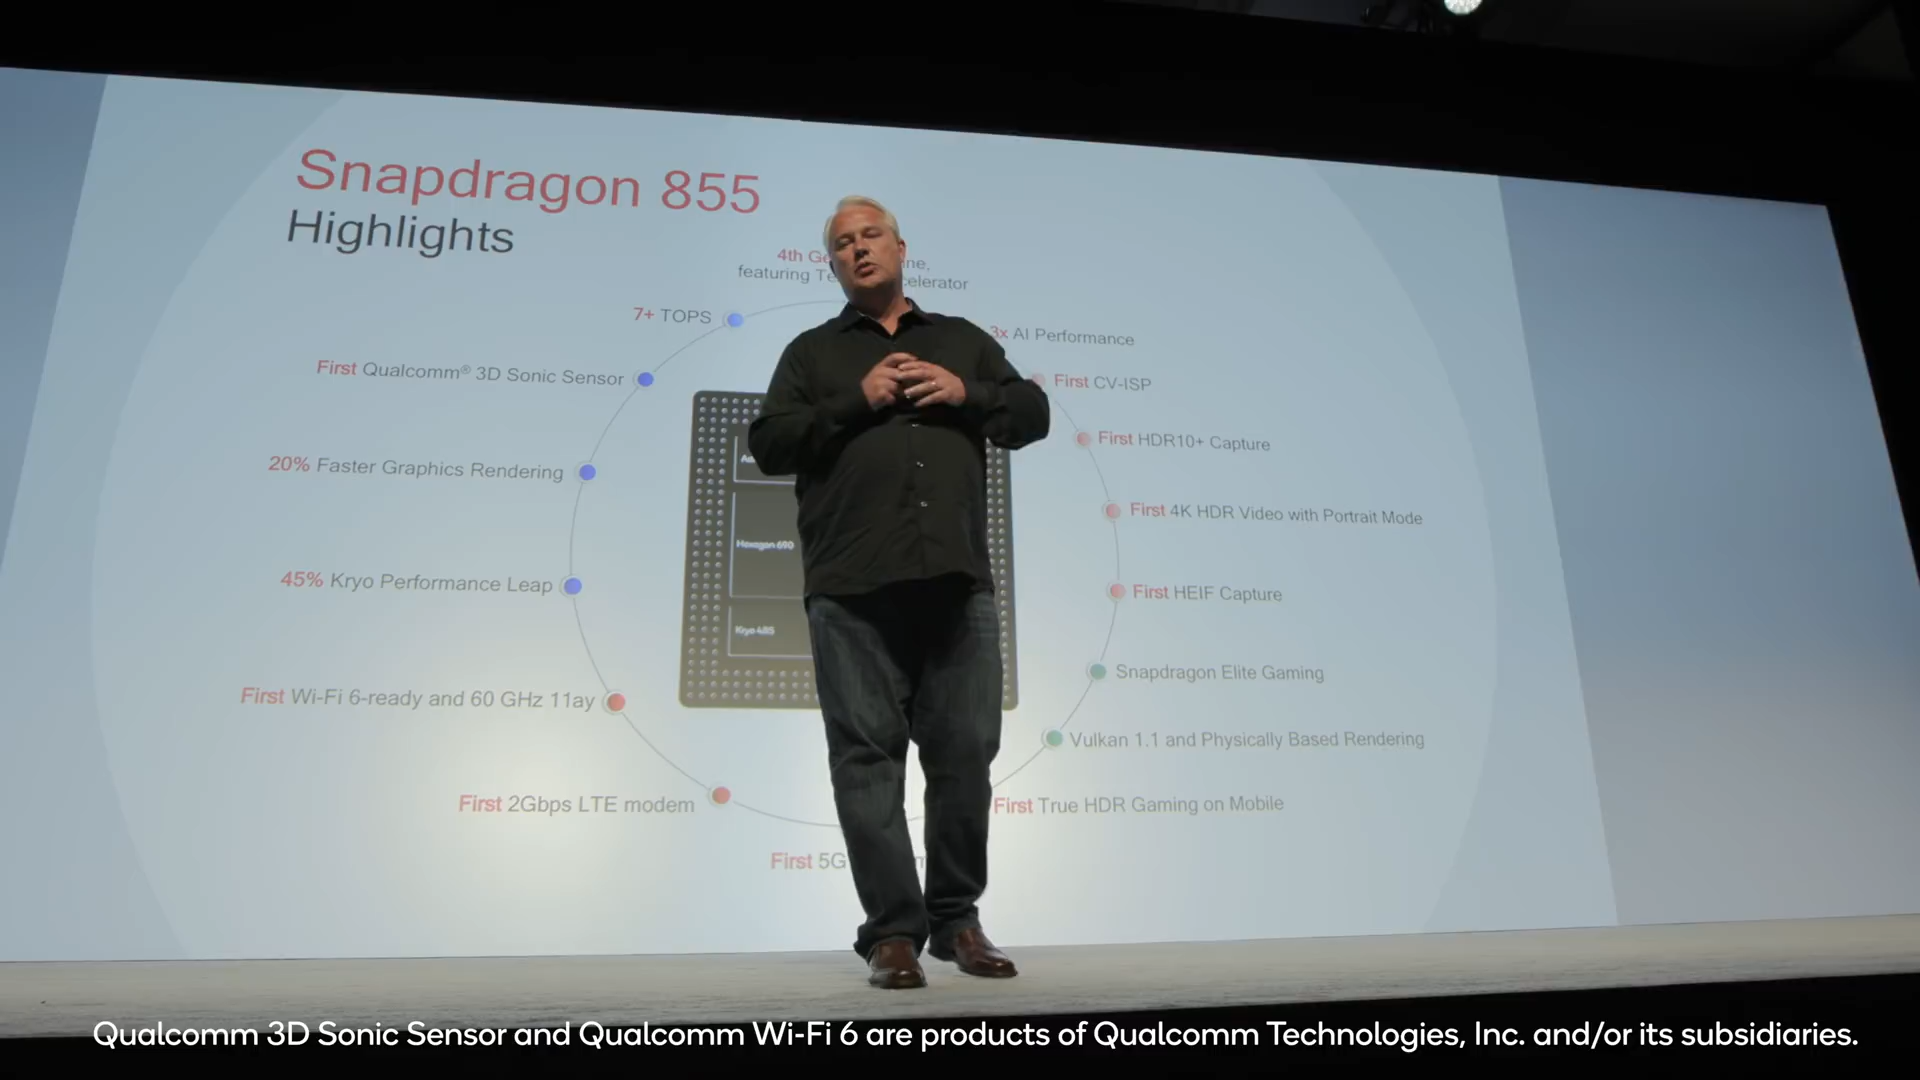 Snapdragon 855
Highlights
4th Ge
featuring
7+ TOPS
First Qualcomm® 3D Sonic Sensor
20% Faster Graphics Rendering
45% Kryo Performance Leap
First Wi-Fi 6-ready and 60 GHz 11ay
First 2Gbps LTE modem
First 5G
3x AI Performance
First CV-ISP
First HDR10+ Capture
First 4K HDR Video with Portrait Mode
First HEIF Capture
Snapdragon Elite Gaming
Vulkan 1.1 and Physically Based Rendering
First True HDR Gaming on Mobile
Hexagon 690
Kryo 485
Qualcomm 3D Sonic Sensor and Qualcomm Wi-Fi 6 are products of Qualcomm Technologies, Inc. and/or its subsidiaries.